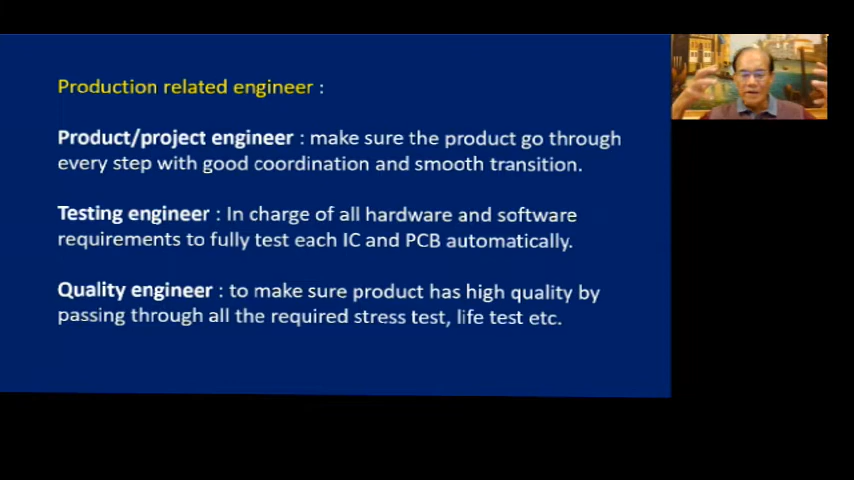 Production related engineer :
Product/project engineer : make sure the product go through
every step with good coordination and smooth transition.
Testing engineer : In charge of all hardware and software
requirements to fully test each IC and PCB automatically.
Quality engineer : to make sure product has high quality by
passing through all the required stress test, life test etc.